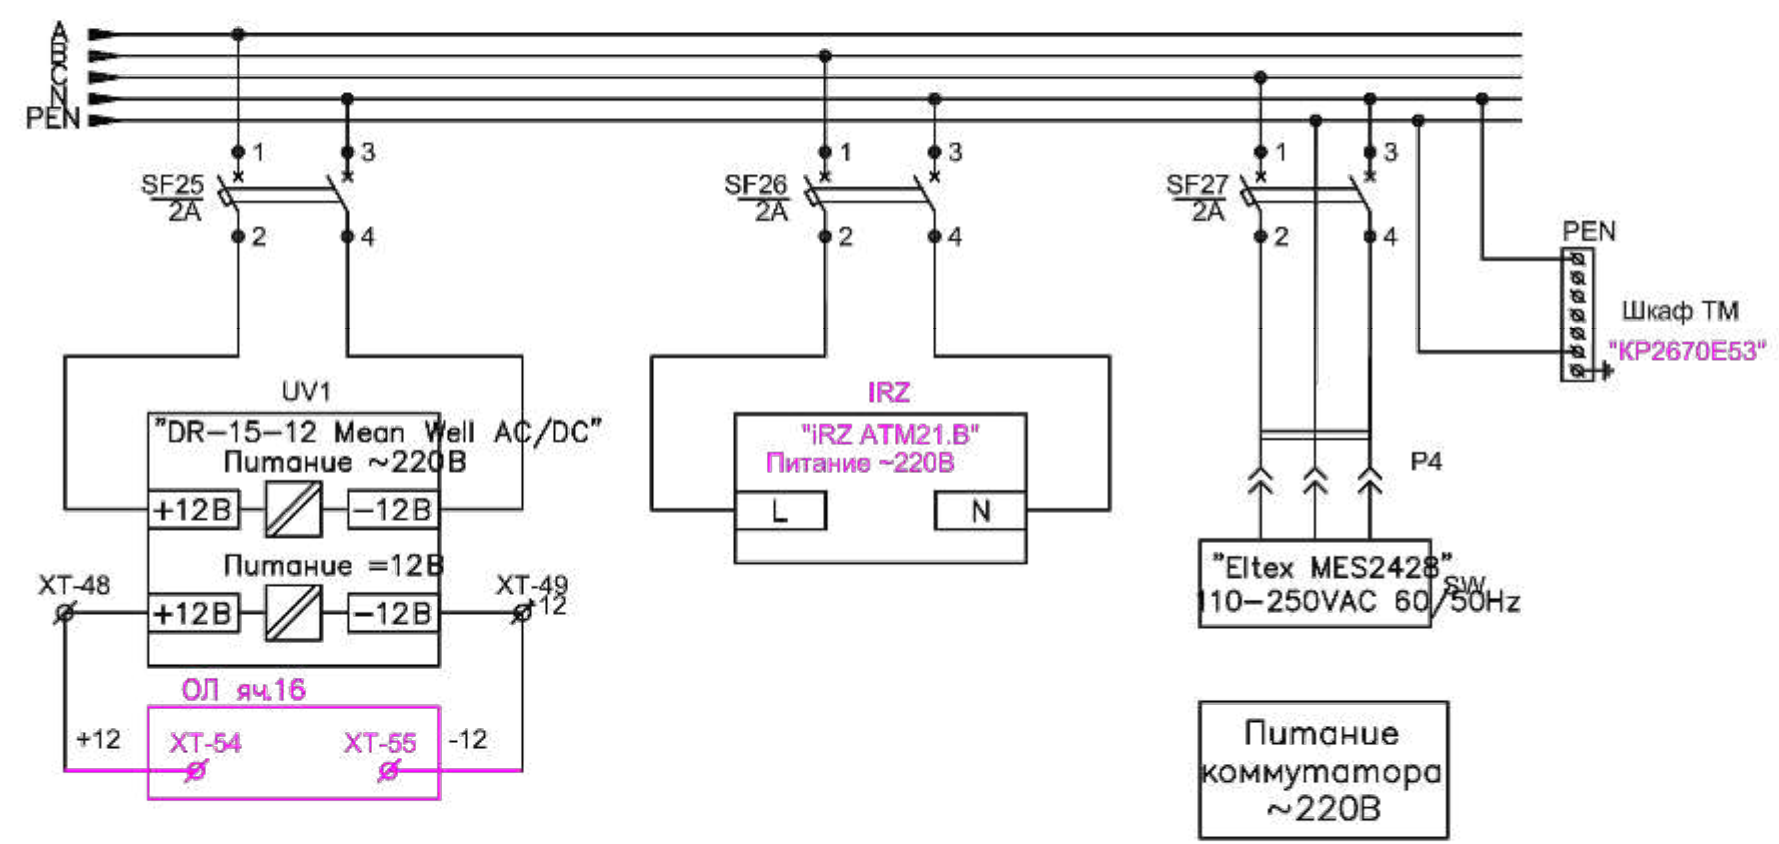 A
B
C
N
PEN
1
3
SF25
2A
2
4
1
3
SF26
2A
2
4
1
3
SF27
2A
2
4
PEN
Шкаф ТМ
"КР2670Е53"
UV1
"DR-15-12 Mean Well AC/DC"
Питание ~220В
+12В
-12В
Питание =12В
+12В
-12В
XT-48
XT-49
+12
ОЛ яч.16
+12
XT-54
XT-55
-12
IRZ
"iRZ ATM21.B"
Питание ~220В
L
N
P4
"Eltex MES2428"
SW
110-250VAC 60/50Hz
Питание
коммутатора
~220В